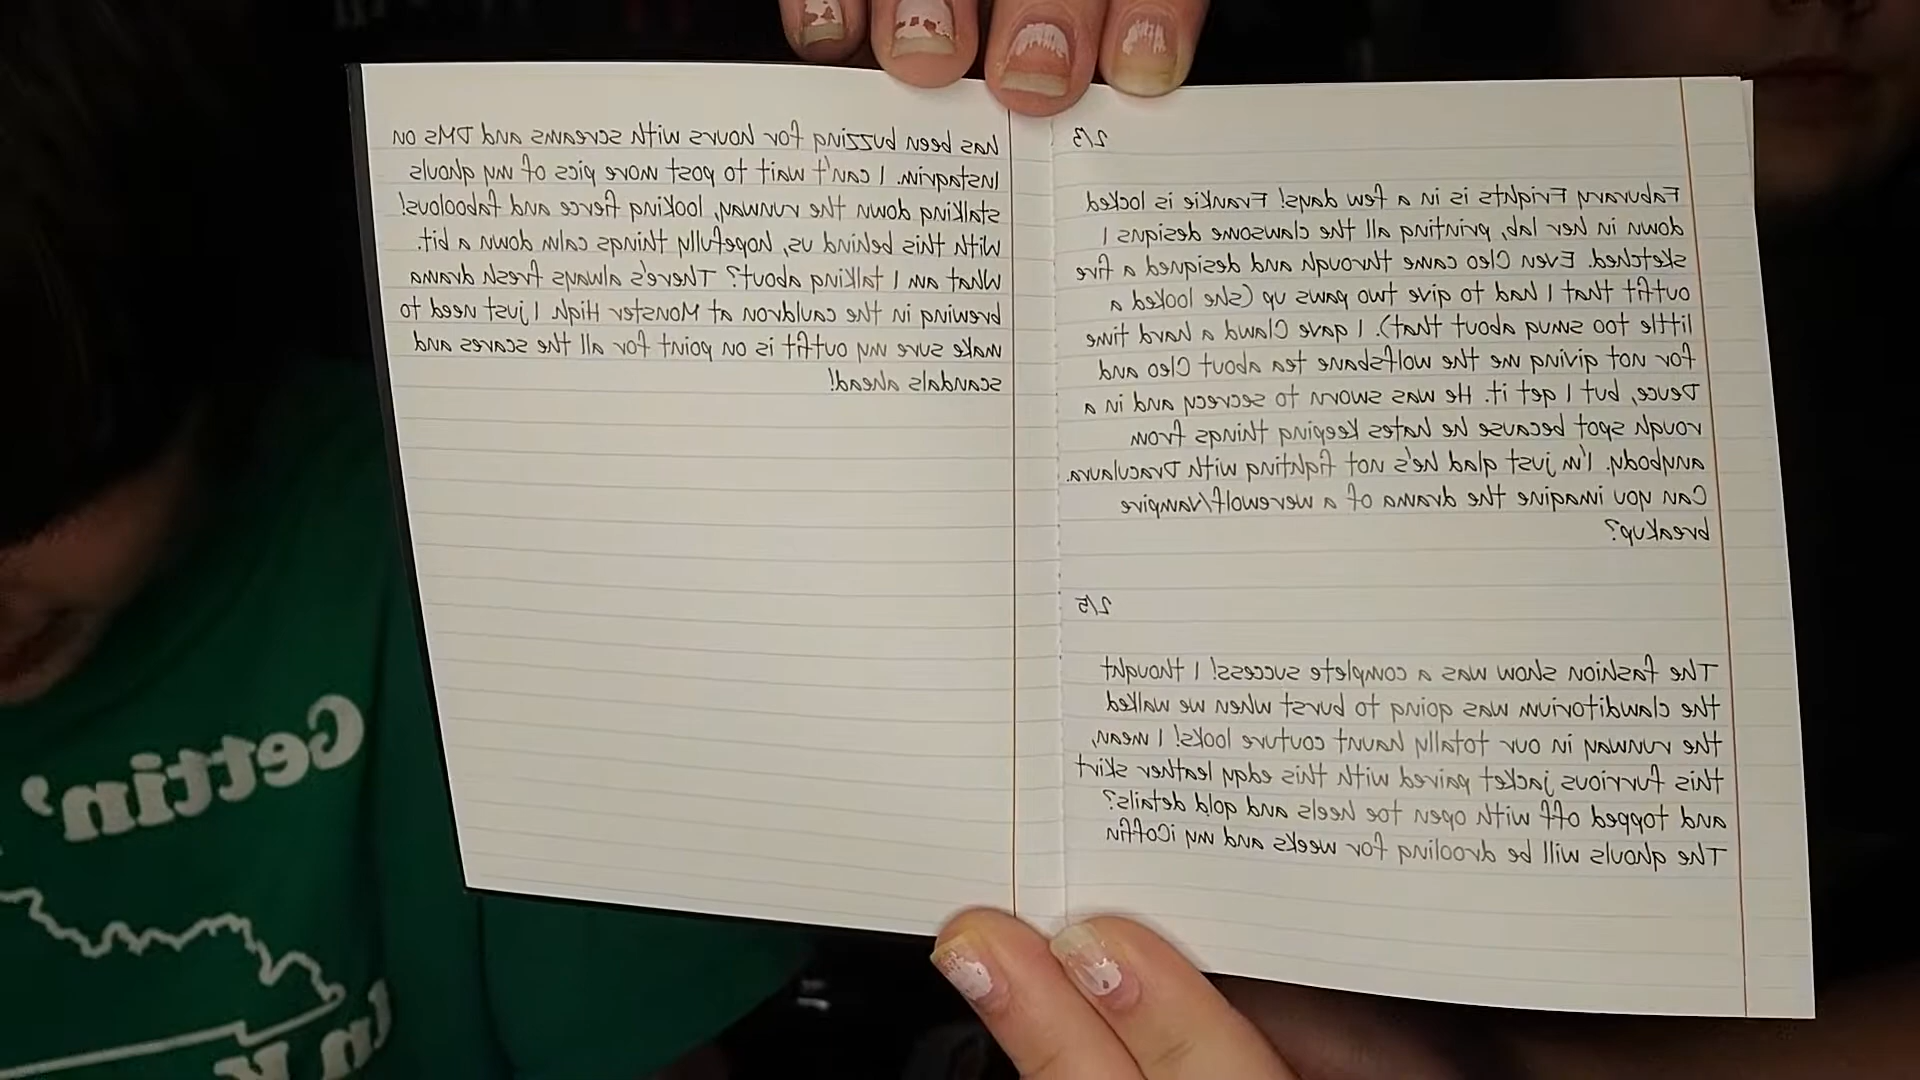 2/3
Faburary Frights is in a few days! Frankie is locked
down in her lab, printing all the clawsome designs I
sketched. Even Cleo came through and designed a fire
outfit that I had to give two paws up (she looked a
little too smug about that). I gave Clawd a hard time
for not giving me the wolfsbane tea about Cleo and
Deuce, but I get it. He was sworn to secrecy and in a
rough spot because he hates keeping things from
anybody. I'm just glad he's not fighting with Draculaura.
Can you imagine the drama of a werewolf/vampire
breakup?
2/5
The fashion show was a complete success! I thought
the clawditorium was going to burst when we walked
the runway in our totally haunt couture looks! I mean,
this furrious jacket paired with this edgy leather skirt
and topped off with open toe heels and gold details?
The ghouls will be drooling for weeks and my iCoffin
has been buzzing for hours with screams and DMs on
Instagrim. I can't wait to post more pics of my ghouls
stalking down the runway, looking fierce and faboolous!
With this behind us, hopefully things calm down a bit.
What am I talking about? There's always fresh drama
brewing in the cauldron at Monster High. I just need to
make sure my outfit is on point for all the scares and
scandals ahead!
Gettin'